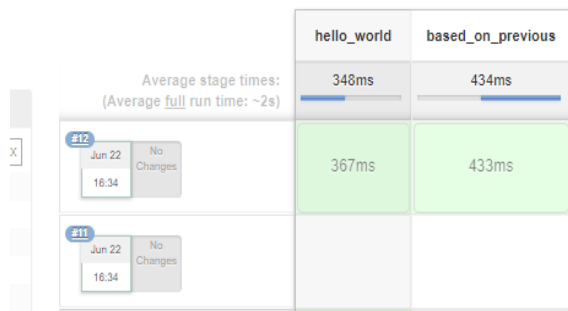 hello_world based_on_previous
Average stage times:
(Average full run time: ~2s)
348ms 434ms
#12
Jun 22
16:34
No
Changes
367ms 433ms
#11
Jun 22
16:34
No
Changes
x